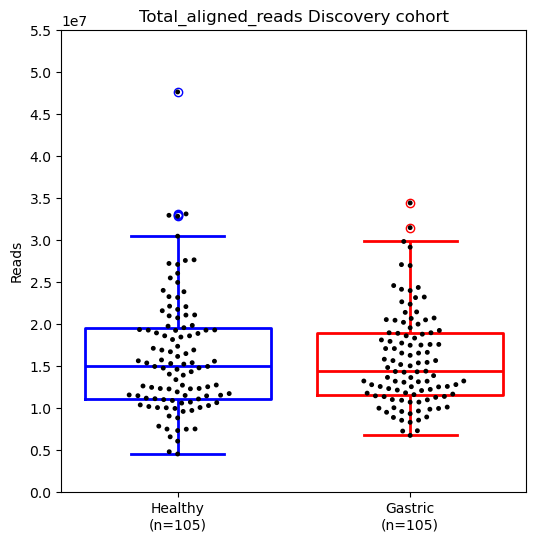 Total_aligned_reads Discovery cohort
1e7
5.5
5.0
4.5
4.0
3.5
3.0
2.5
2.0
1.5
1.0
0.5
0.0
Reads
Healthy
(n=105)
Gastric
(n=105)